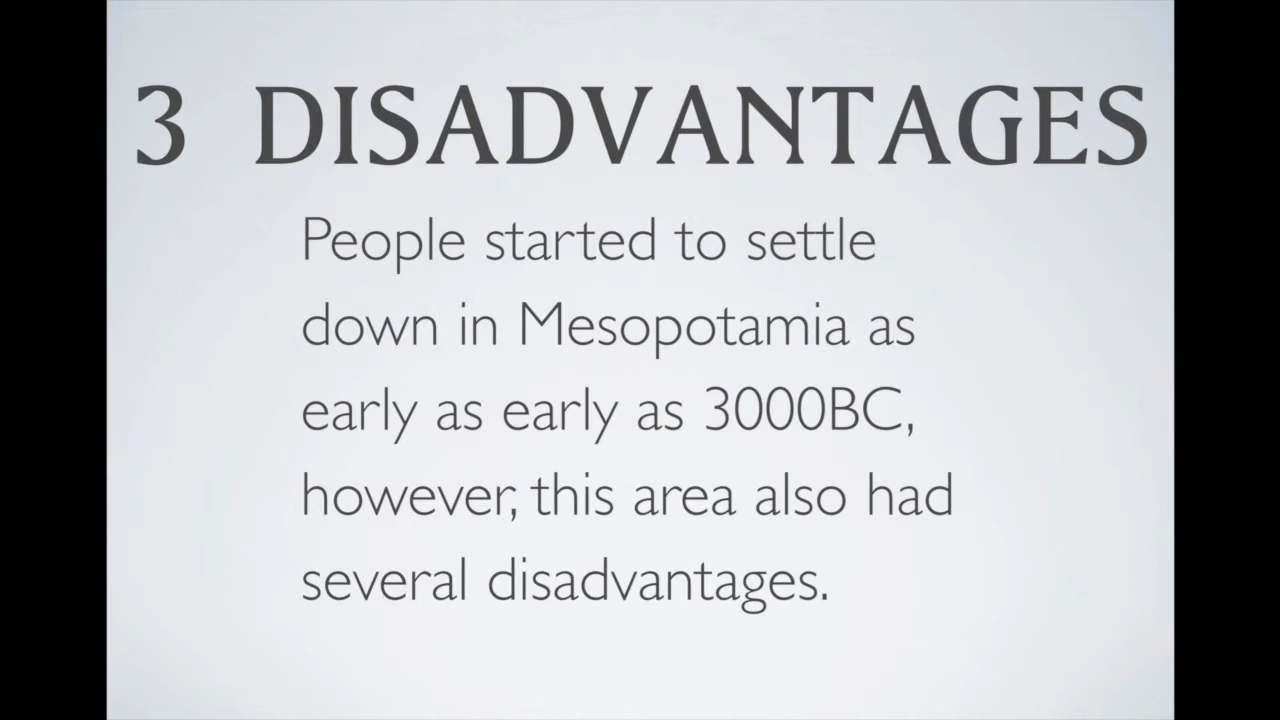 3 DISADVANTAGES
People started to settle
down in Mesopotamia as
early as early as 3000BC,
however, this area also had
several disadvantages.